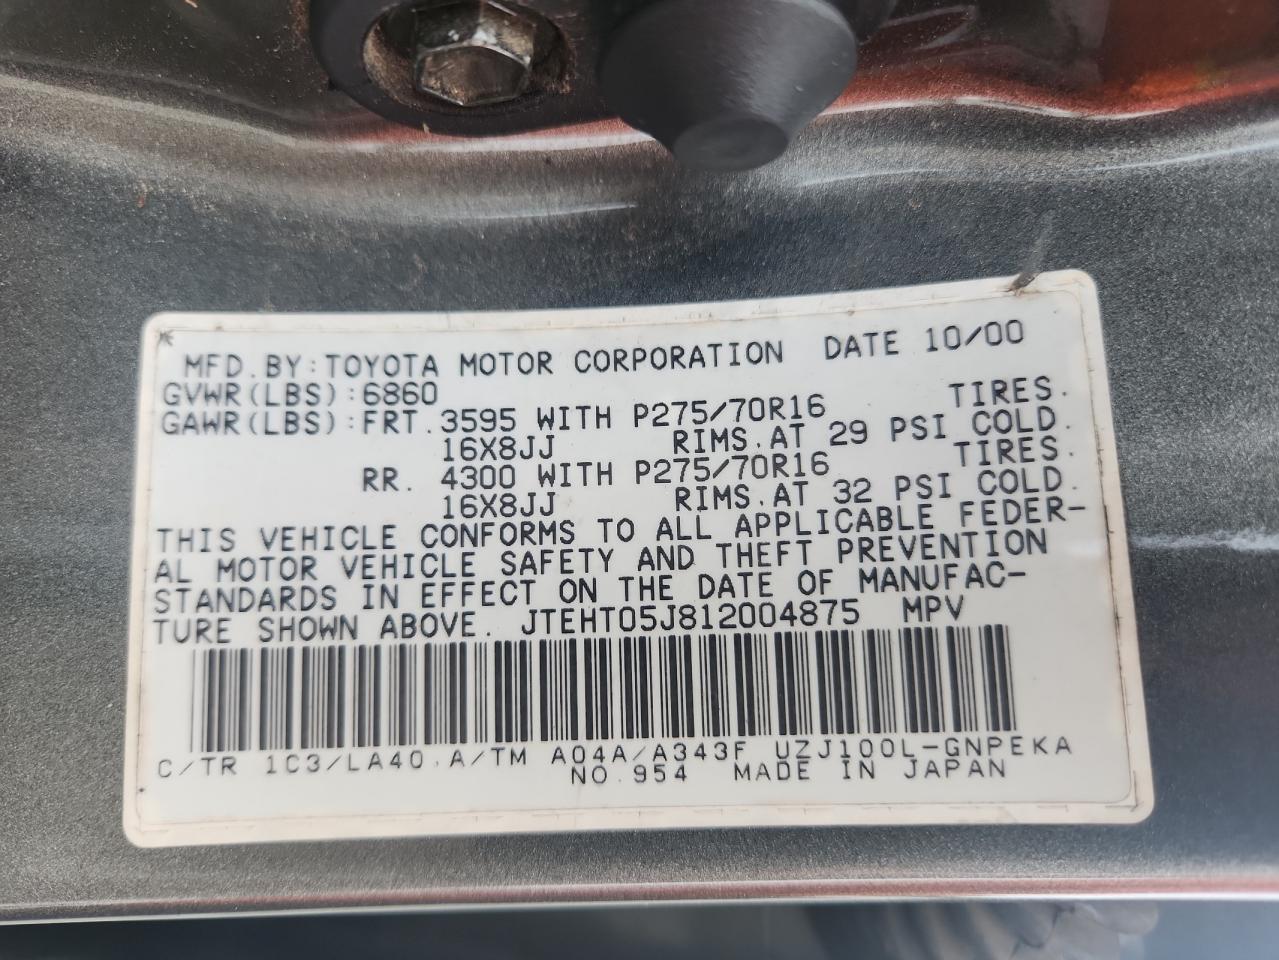 MFD. BY: TOYOTA MOTOR CORPORATION DATE 10/00
GVWR(LBS):6860
GAWR(LBS):FRT. 3595 WITH P275/70R16 TIRES.
16X8JJ RIMS.AT 29 PSI COLD.
RR. 4300 WITH P275/70R16 TIRES.
16X8JJ RIMS.AT 32 PSI COLD.
THIS VEHICLE CONFORMS TO ALL APPLICABLE FEDER-
AL MOTOR VEHICLE SAFETY AND THEFT PREVENTION
STANDARDS IN EFFECT ON THE DATE OF MANUFAC-
TURE SHOWN ABOVE. JTEHT05J812004875 MPV
C/TR 1C3/LA40.A/TM A04A/A343F UZJ100L-GNPEKA
NO.954 MADE IN JAPAN